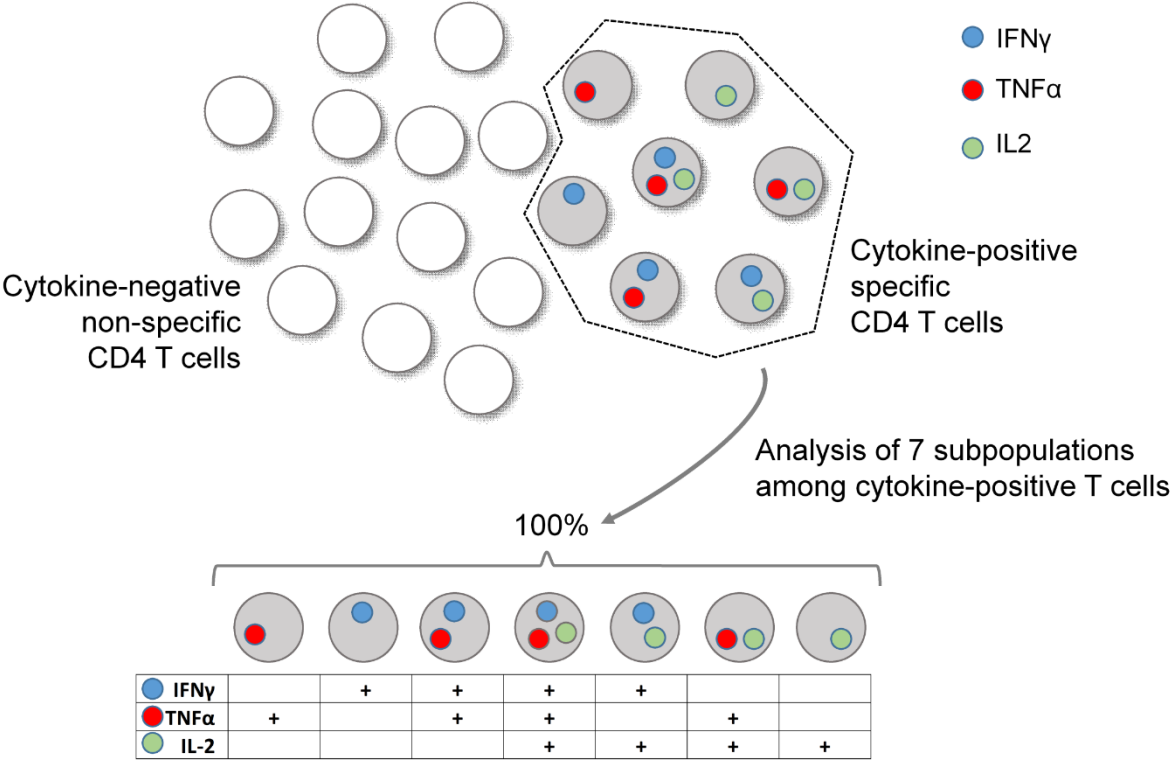 IFNγ
TNFα
IL2
Cytokine-negative
non-specific
CD4 T cells
Cytokine-positive
specific
CD4 T cells
Analysis of 7 subpopulations
among cytokine-positive T cells
100%
IFNγ + + + +
TNFα + + + +
IL-2 + + + +